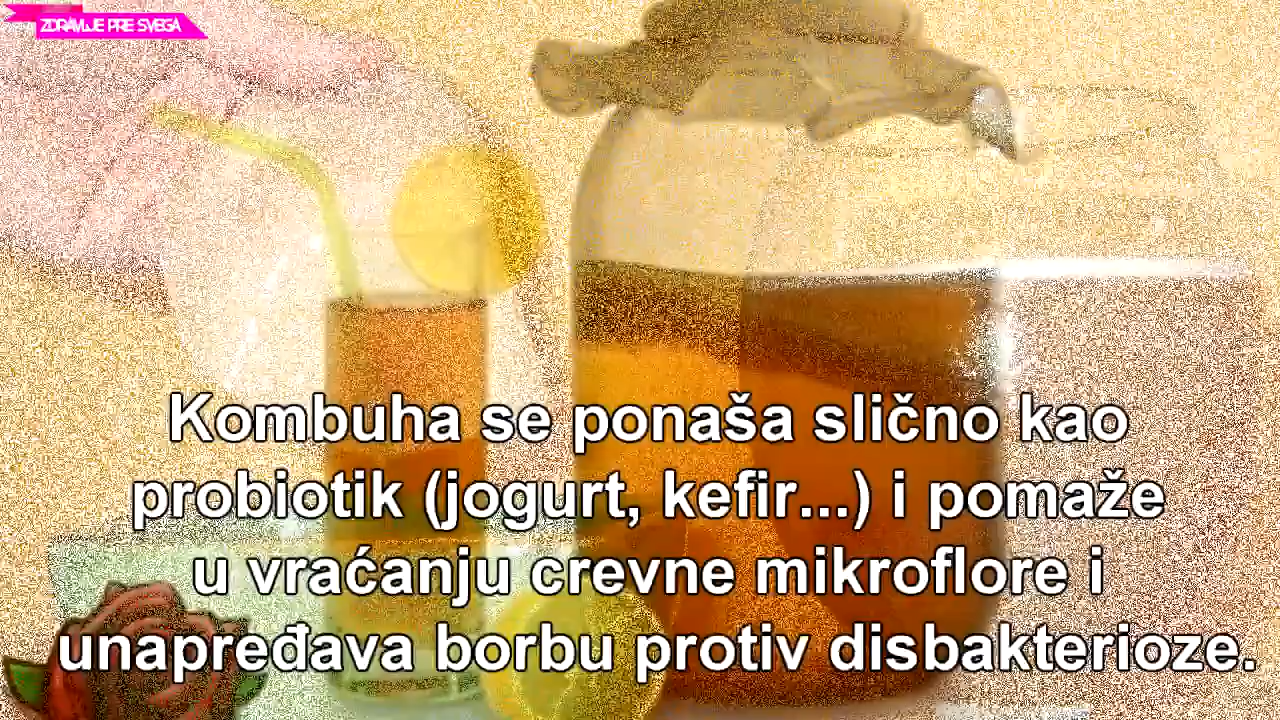 ZDRAVLJE PRE SVEGA
Kombuha se ponaša slično kao
probiotik (jogurt, kefir...) i pomaže
u vraćanju crevne mikroflore i
unapređava borbu protiv disbakterioze.